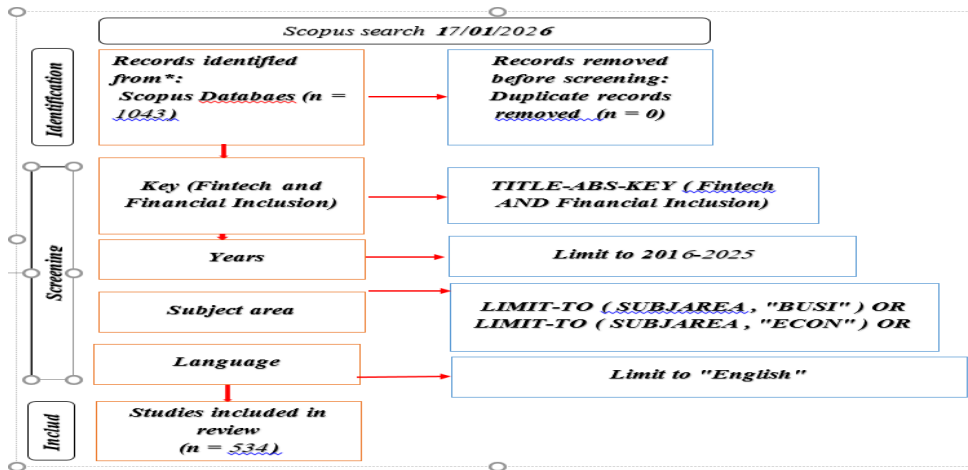 Scopus search 17/01/2026
Identification
Records identified
from*:
Scopus Databaes (n =
1043)
Records removed
before screening:
Duplicate records
removed (n = 0)
Screening
Key (Fintech and
Financial Inclusion)
TITLE-ABS-KEY ( Fintech
AND Financial Inclusion)
Years
Limit to 2016-2025
Subject area
LIMIT-TO ( SUBJAREA , "BUSI" ) OR
LIMIT-TO ( SUBJAREA , "ECON" ) OR
Language
Limit to "English"
Includ
Studies included in
review
(n = 534)